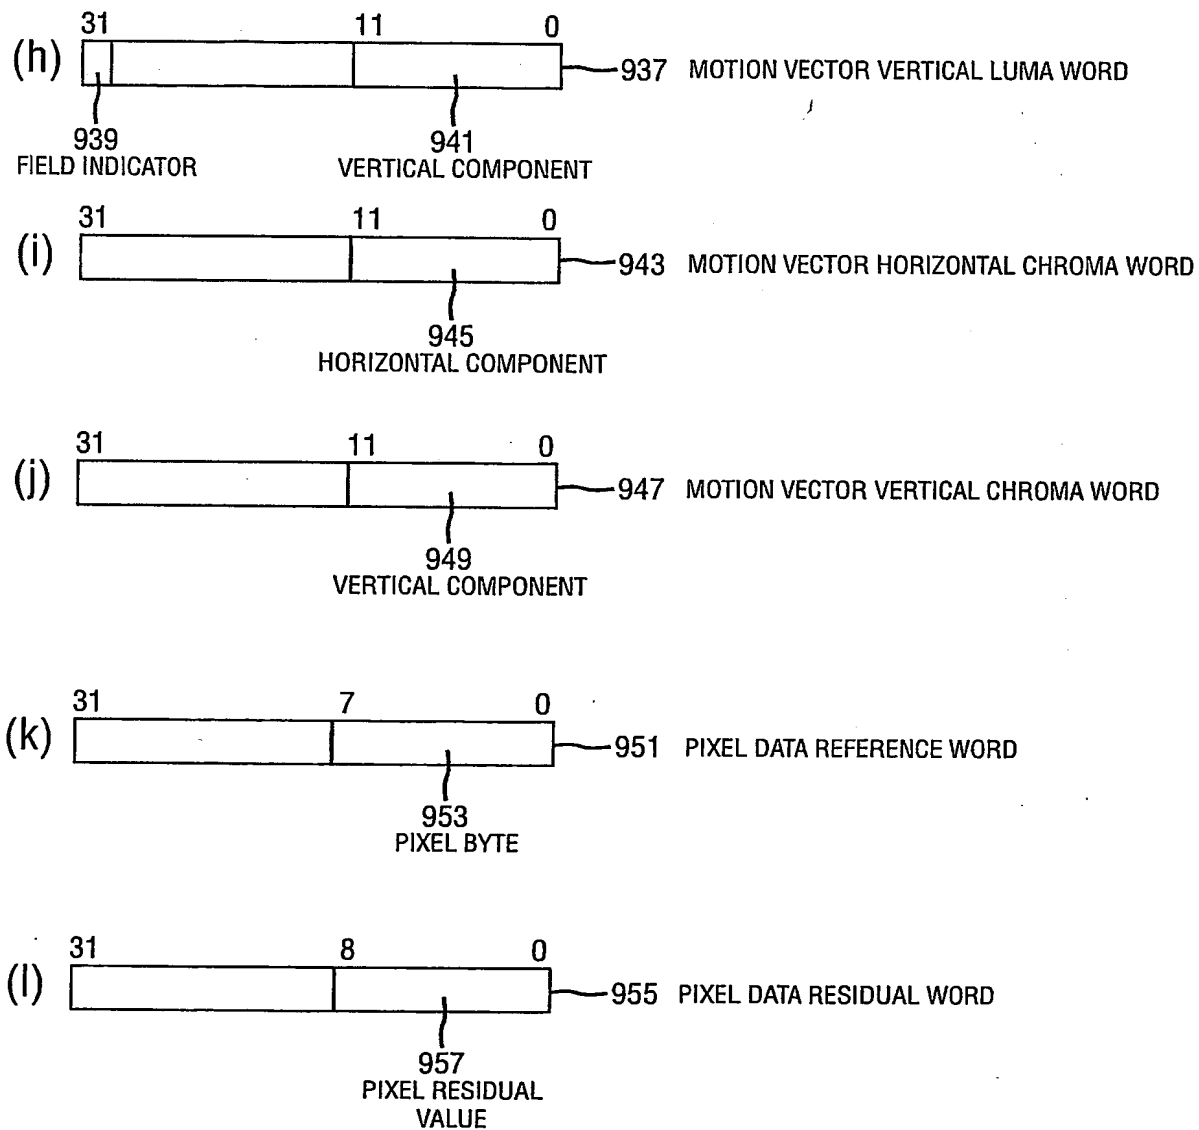 31 11 0
(h) 937 MOTION VECTOR VERTICAL LUMA WORD
939 941
FIELD INDICATOR VERTICAL COMPONENT
31 11 0
(i) 943 MOTION VECTOR HORIZONTAL CHROMA WORD
945
HORIZONTAL COMPONENT
31 11 0
(j) 947 MOTION VECTOR VERTICAL CHROMA WORD
949
VERTICAL COMPONENT
31 7 0
(k) 951 PIXEL DATA REFERENCE WORD
953
PIXEL BYTE
31 8 0
(l) 955 PIXEL DATA RESIDUAL WORD
957
PIXEL RESIDUAL
VALUE